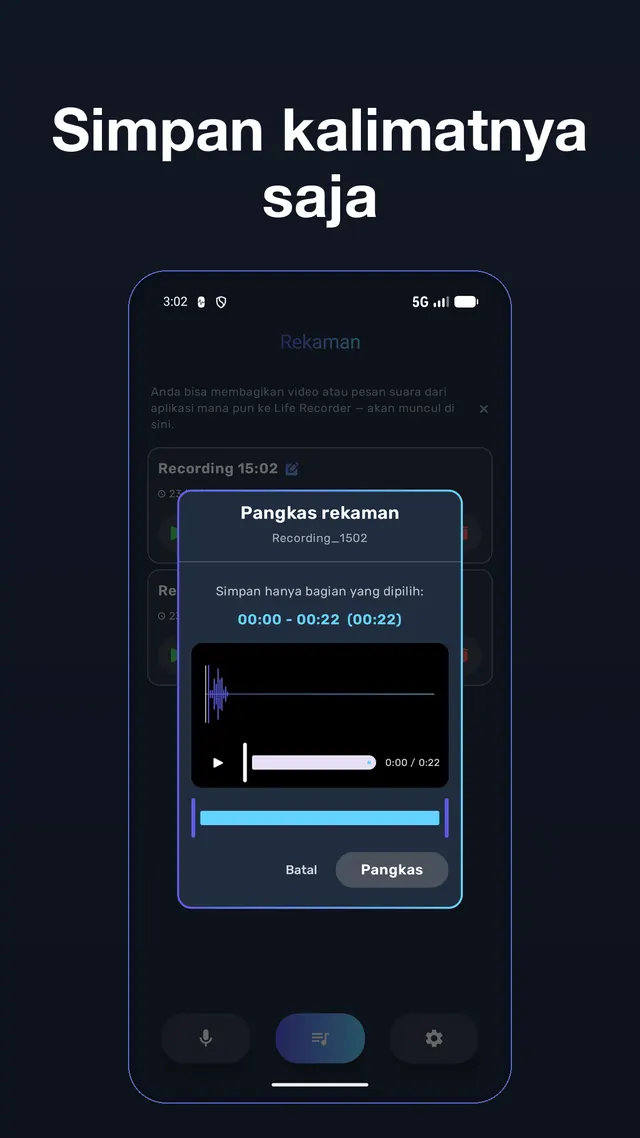 Simpan kalimatnya
saja
3:02
5G
Rekaman
Anda bisa membagikan video atau pesan suara dari
aplikasi mana pun ke Life Recorder — akan muncul di
sini.
Recording 15:02
23
Pangkas rekaman
Recording_1502
Simpan hanya bagian yang dipilih:
00:00 - 00:22 (00:22)
0:00 / 0:22
Batal
Pangkas